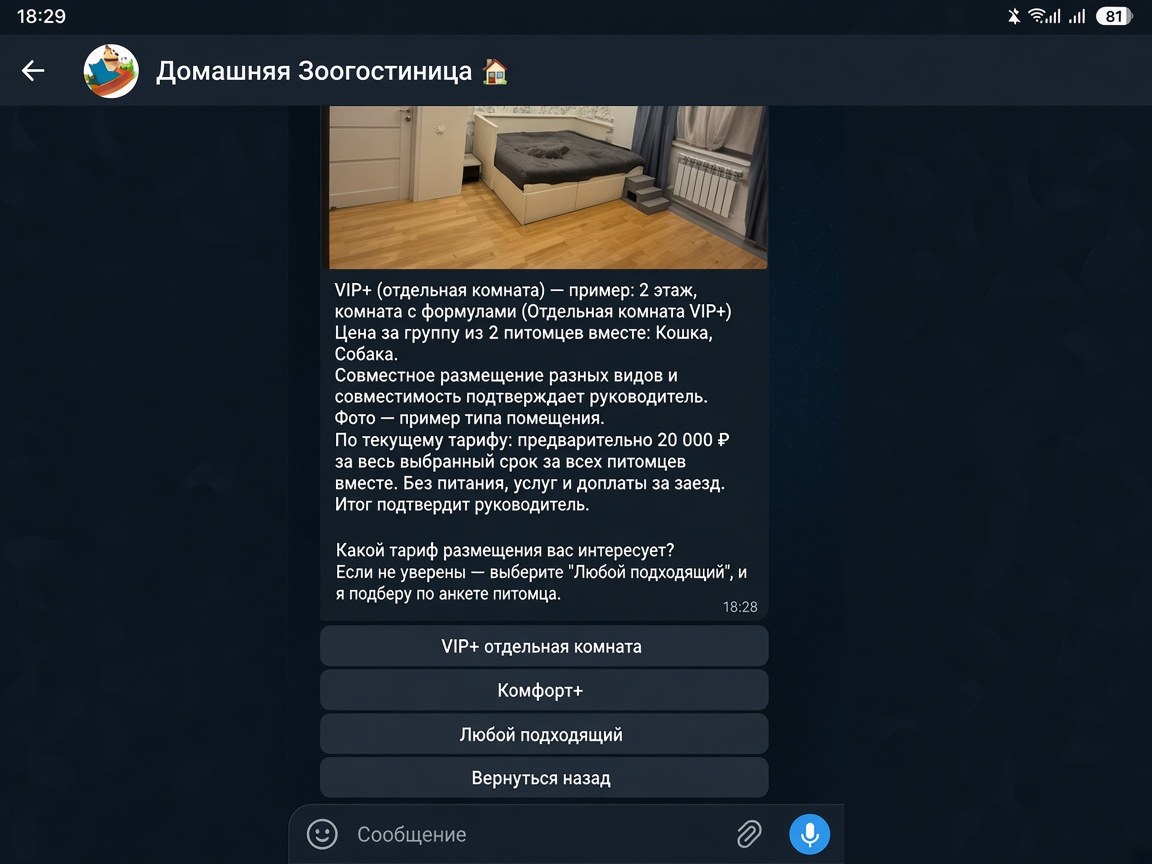 18:29
81
Домашняя Зоогостиница
VIP+ (отдельная комната) — пример: 2 этаж,
комната с формулами (Отдельная комната VIP+)
Цена за группу из 2 питомцев вместе: Кошка,
Собака.
Совместное размещение разных видов и
совместимость подтверждает руководитель.
Фото — пример типа помещения.
По текущему тарифу: предварительно 20 000 ₽
за весь выбранный срок за всех питомцев
вместе. Без питания, услуг и доплаты за заезд.
Итог подтвердит руководитель.
Какой тариф размещения вас интересует?
Если не уверены — выберите "Любой подходящий", и
я подберу по анкете питомца.
18:28
VIP+ отдельная комната
Комфорт+
Любой подходящий
Вернуться назад
Сообщение